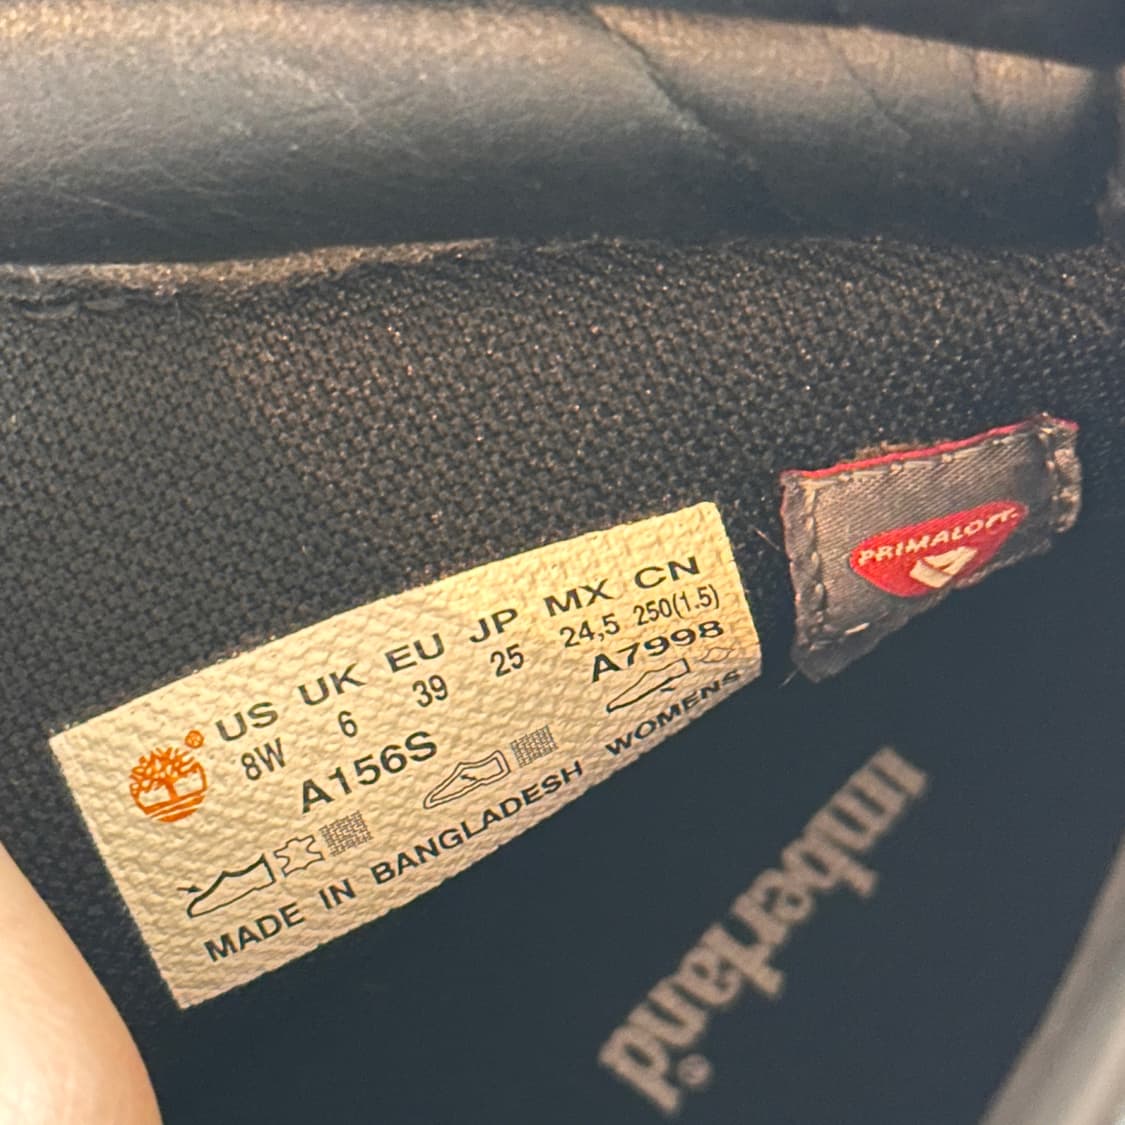 US UK EU JP MX CN
8W 6 39 25 24,5 250(1.5)
A156S A7998
MADE IN BANGLADESH WOMENS
PRIMALOFT
imberland®